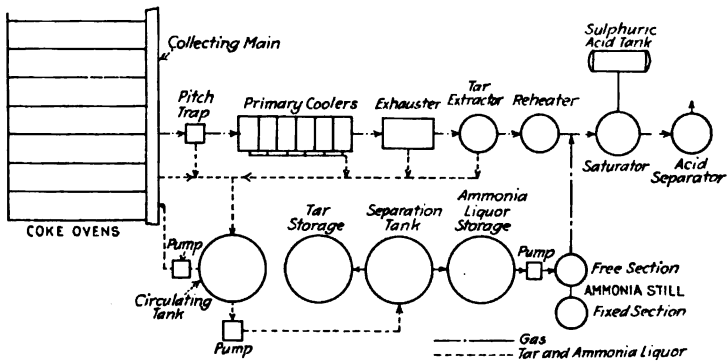 Sulphuric
Acid Tank
Collecting Main
Pitch
Trap
Primary Coolers
Exhauster
Tar
Extractor
Reheater
Saturator
Acid
Separator
COKE OVENS
Pump
Circulating
Tank
Tar
Storage
Separation
Tank
Ammonia
Liquor
Storage
Pump
Free Section
AMMONIA STILL
Fixed Section
Pump
Gas
Tar and Ammonia Liquor